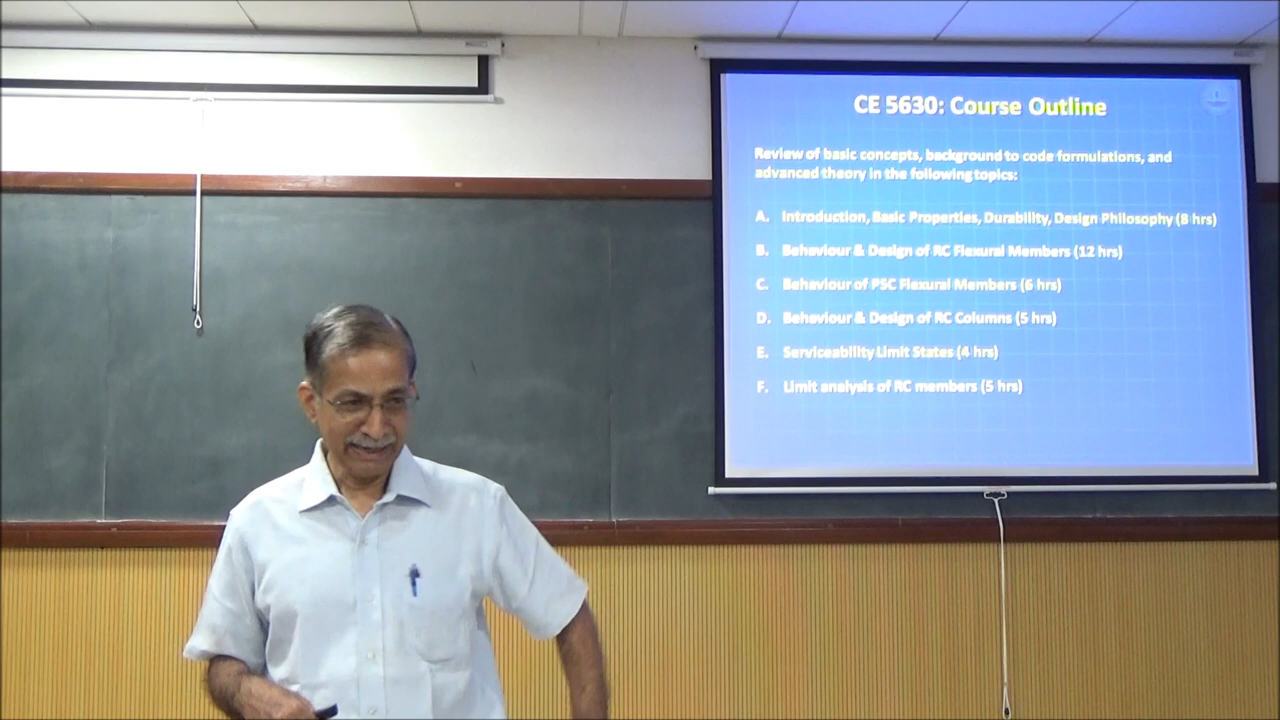 CE 5630: Course Outline
Review of basic concepts, background to code formulations, and
advanced theory in the following topics:
A. Introduction, Basic Properties, Durability, Design Philosophy (8 hrs)
B. Behaviour & Design of RC Flexural Members (12 hrs)
C. Behaviour of PSC Flexural Members (6 hrs)
D. Behaviour & Design of RC Columns (5 hrs)
E. Serviceability Limit States (4 hrs)
F. Limit analysis of RC members (5 hrs)